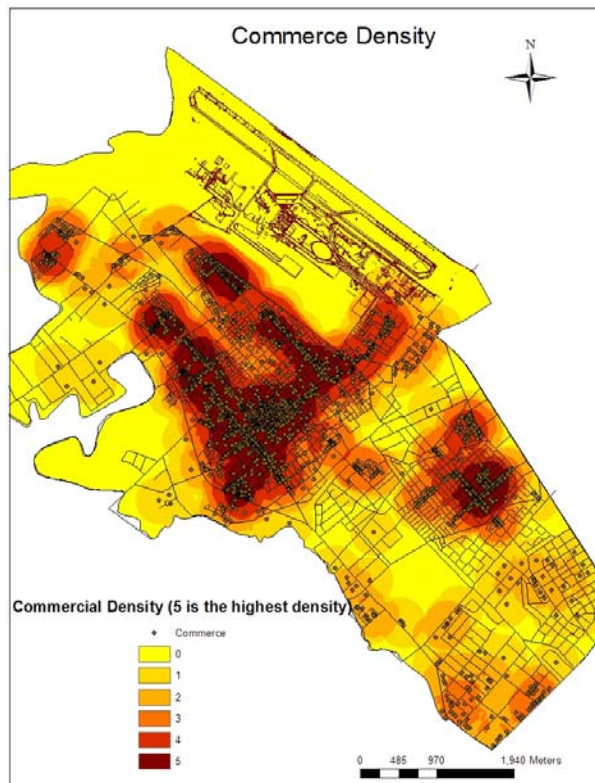 Commerce Density
N
Commercial Density (5 is the highest density)
Commerce
0
1
2
3
4
5
0 485 970 1,940 Meters